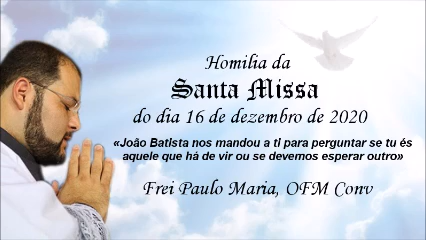 Homilia da
Santa Missa
do dia 16 de dezembro de 2020
«João Batista nos mandou a ti para perguntar se tu és
aquele que há de vir ou se devemos esperar outro»
Frei Paulo Maria, OFM Conv